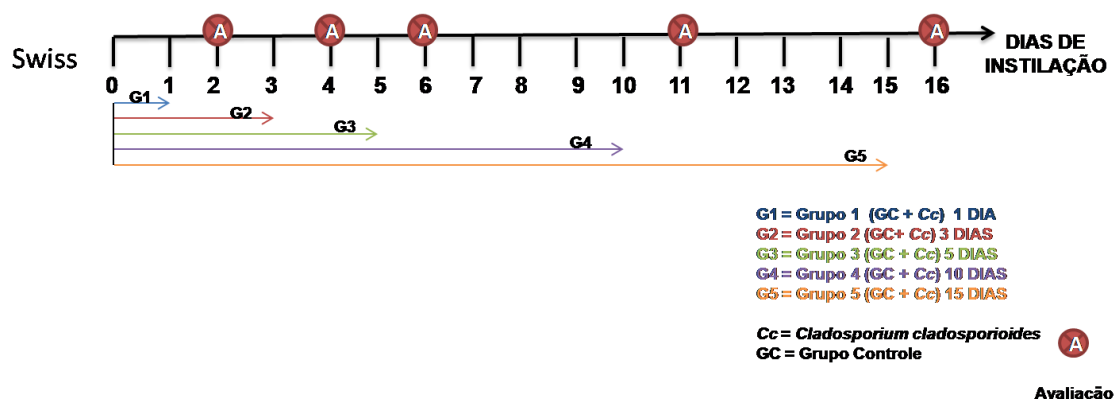 A A A A A
Swiss
DIAS DE
INSTILAÇÃO
0 1 2 3 4 5 6 7 8 9 10 11 12 13 14 15 16
G1
G2
G3
G4
G5
G1 = Grupo 1 (GC + Cc) 1 DIA
G2 = Grupo 2 (GC+ Cc) 3 DIAS
G3 = Grupo 3 (GC + Cc) 5 DIAS
G4 = Grupo 4 (GC + Cc) 10 DIAS
G5 = Grupo 5 (GC + Cc) 15 DIAS
Cc = Cladosporium cladosporioides
GC = Grupo Controle
A
Avaliação